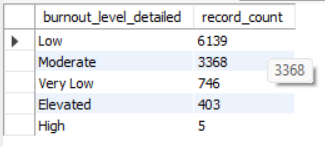 burnout_level_detailed record_count
Low 6139
Moderate 3368
3368
Very Low 746
Elevated 403
High 5